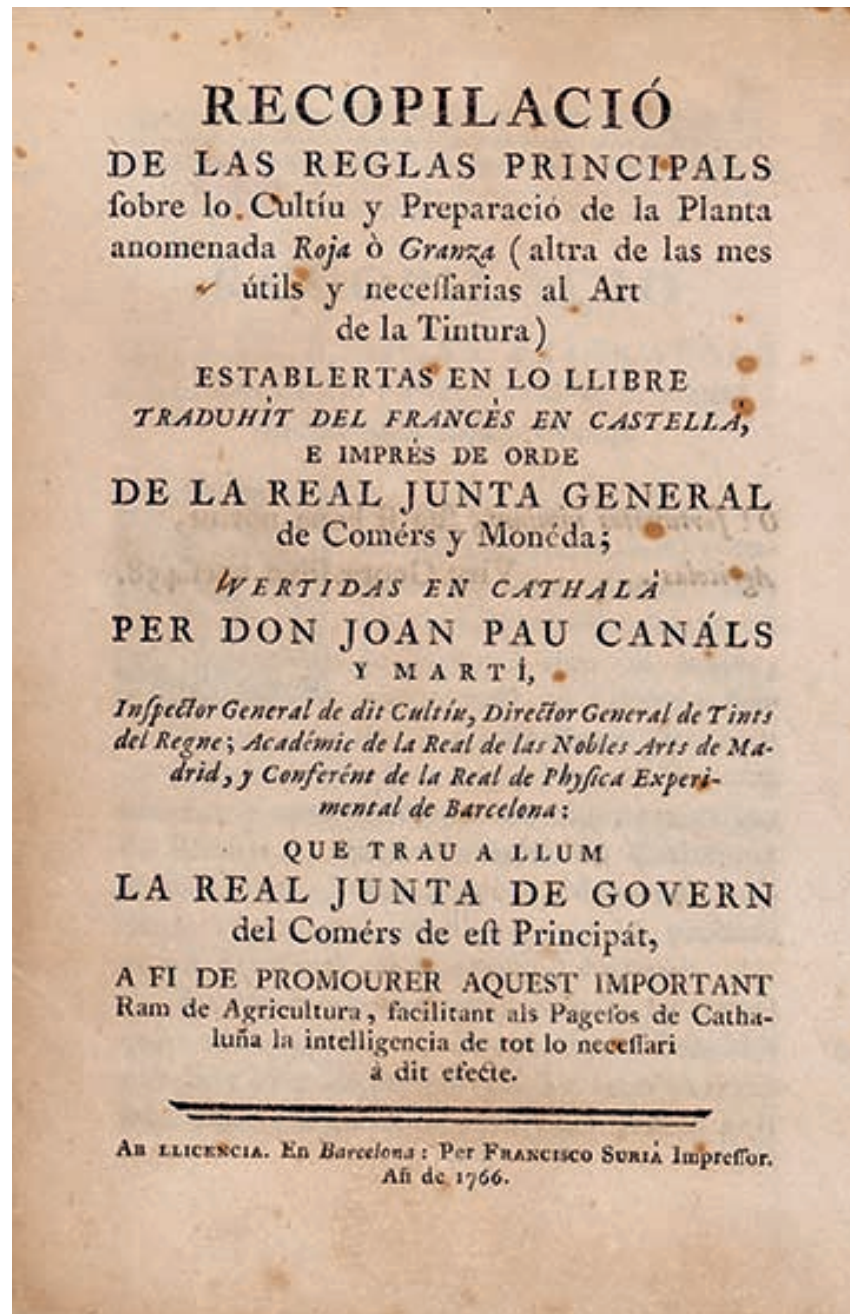 RECOPILACIÓ
DE LAS REGLAS PRINCIPALS
ſobre lo Cultíu y Preparació de la Planta
anomenada Roja ò Granza (altra de las mes
útils y neceſſarias al Art
de la Tintura)
ESTABLERTAS EN LO LLIBRE
TRADUHÌT DEL FRANCÈS EN CASTELLÀ,
E IMPRÉS DE ORDE
DE LA REAL JUNTA GENERAL
de Comérs y Monéda;
VERTIDAS EN CATHALÀ
PER DON JOAN PAU CANÁLS
Y MARTÍ,
Inſpector General de dit Cultíu, Director General de Tints
del Regne; Académic de la Real de las Nobles Arts de Ma-
drid, y Conferént de la Real de Phyſica Experi-
mental de Barcelona:
QUE TRAU A LLUM
LA REAL JUNTA DE GOVERN
del Comérs de eſt Principát,
A FI DE PROMOURER AQUEST IMPORTANT
Ram de Agricultura, facilitant als Pageſos de Catha-
luña la intelligencia de tot lo neceſſari
à dit efecte.
AB LLICENCIA. En Barcelona: Per FRANCISCO SURIÁ Impreſſor.
Añ de 1766.